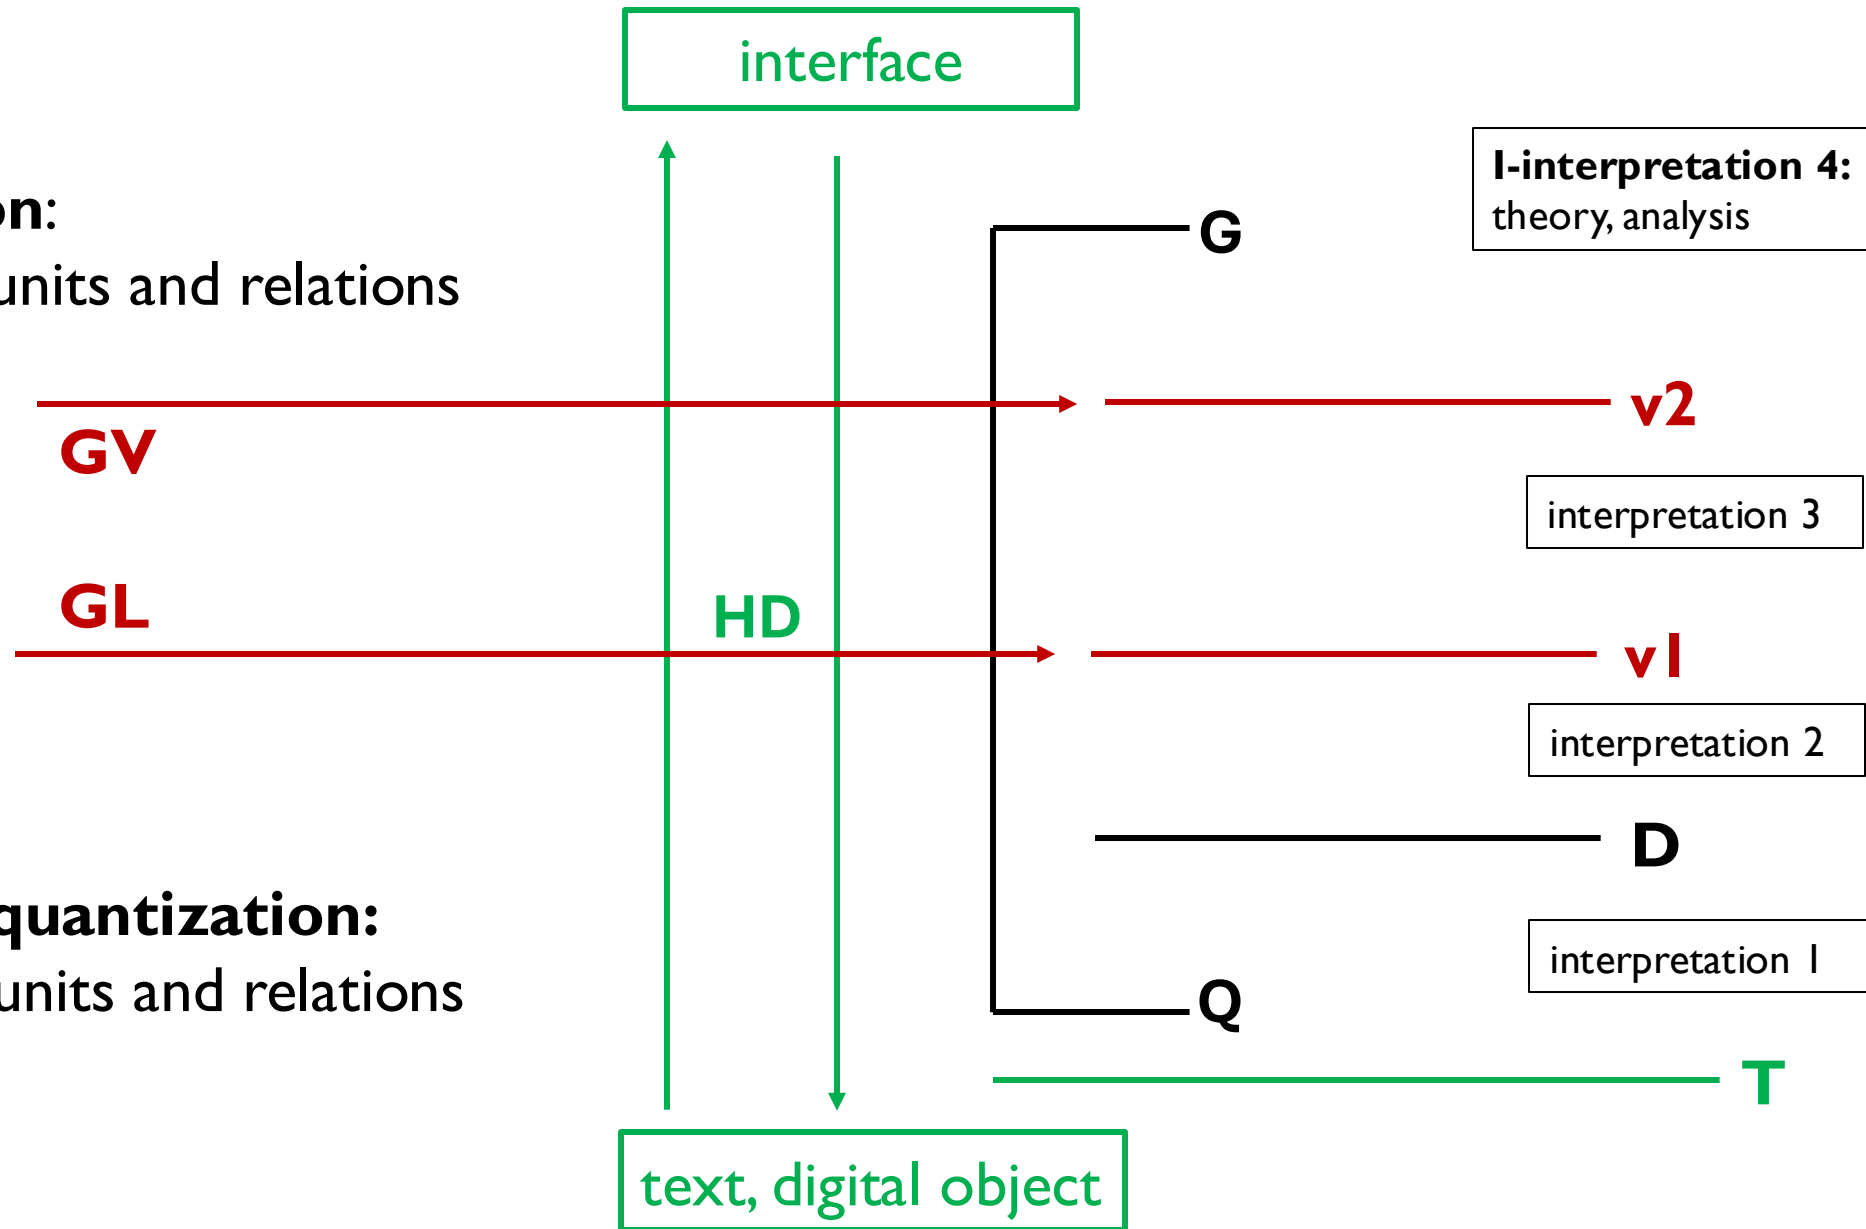 interface
I-interpretation 4:
theory, analysis
on:
G
units and relations
v2
GV
interpretation 3
GL
HD
v1
interpretation 2
D
quantization:
interpretation 1
units and relations
Q
T
text, digital object